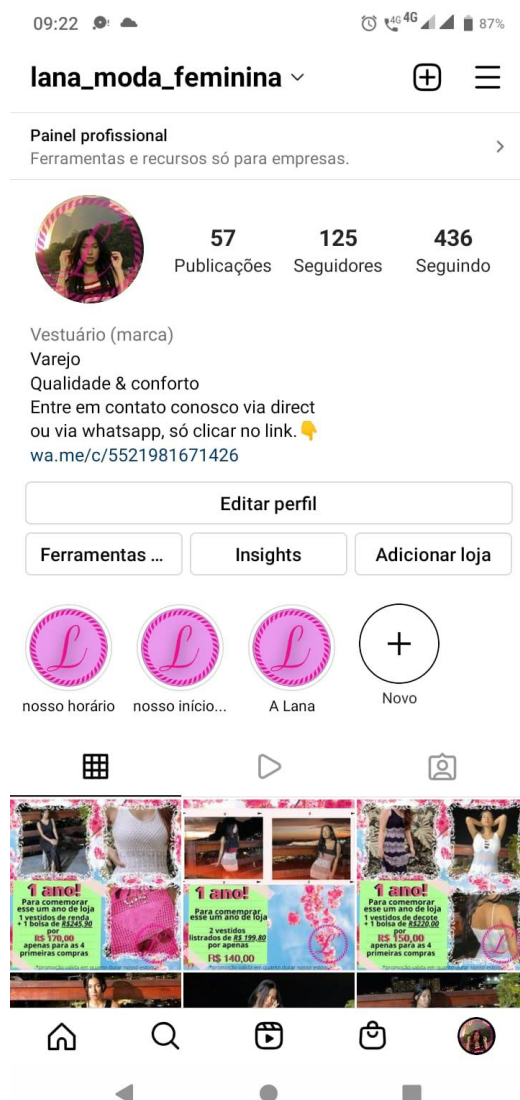 09:22
4G 4G 87%
lana_moda_feminina
Painel profissional
Ferramentas e recursos só para empresas.
57 125 436
Publicações Seguidores Seguindo
Vestuário (marca)
Varejo
Qualidade & conforto
Entre em contato conosco via direct
ou via whatsapp, só clicar no link.👇
wa.me/c/5521981671426
Editar perfil
Ferramentas ... Insights Adicionar loja
L L L
nosso horário nosso início... A Lana Novo
1 ano!
Para comemorar
esse um ano de loja
1 vestidos de renda
+ 1 bolsa de R$245,90
por
R$ 170,00
apenas para as 4
primeiras compras
1 ano!
Para comemorar
esse um ano de loja
2 vestidos
listrados de R$ 199,80
por apenas
R$ 140,00
1 ano!
Para comemorar
esse um ano de loja
1 vestidos de decote
+ 1 bolsa de R$220,00
por
R$ 150,00
apenas para as 4
primeiras compras